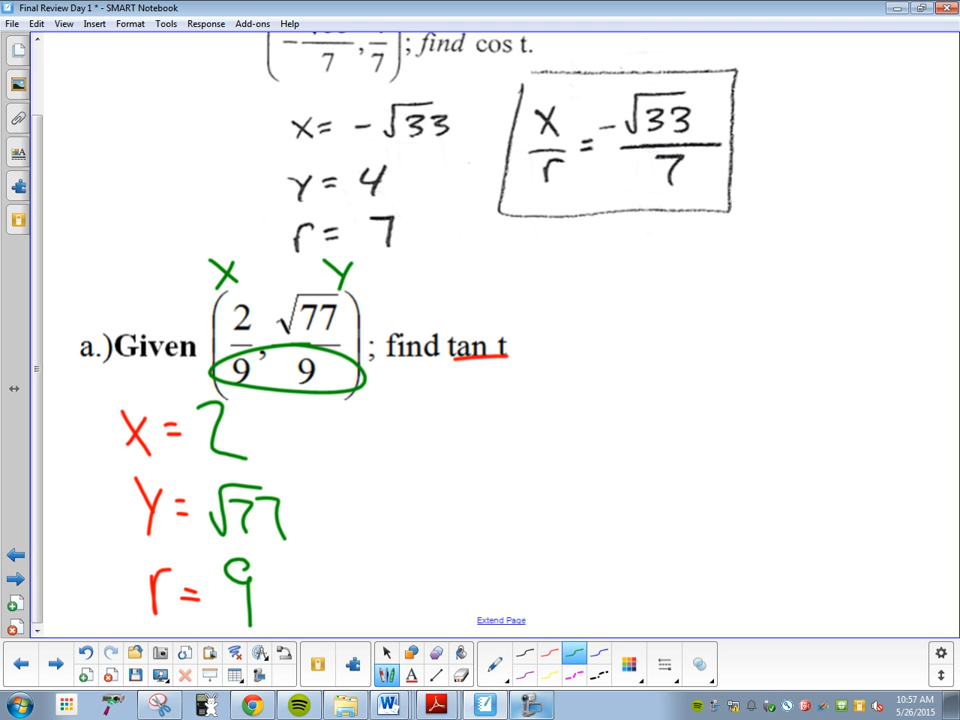 Final Review Day 1 * - SMART Notebook
File Edit View Insert Format Tools Response Add-ons Help
7 , 7 ; find cos t.
x = -√33
y = 4
r = 7
x/r = -√33/7
X Y
a.)Given (2/9, √77/9) ; find tan t
X = 2
Y = √77
r = 9
Extend Page
10:57 AM
5/26/2015